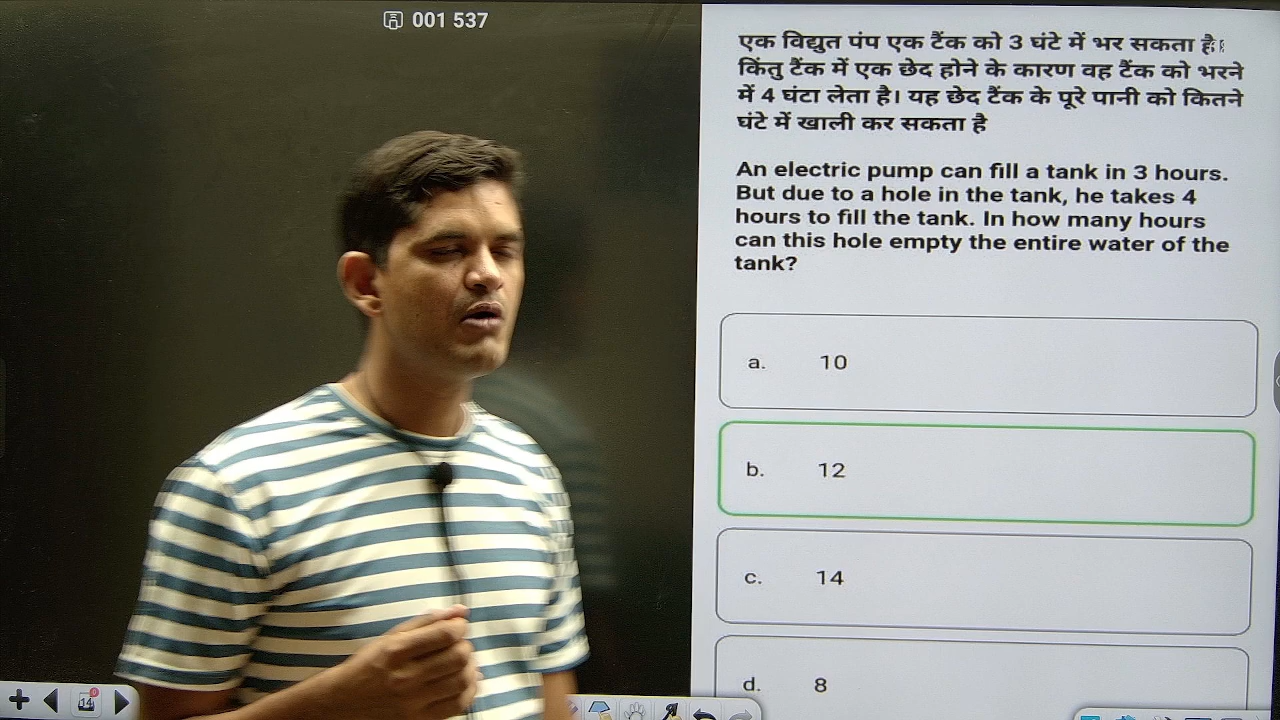 001 537
एक विद्युत पंप एक टैंक को 3 घंटे में भर सकता है।
किंतु टैंक में एक छेद होने के कारण वह टैंक को भरने
में 4 घंटा लेता है। यह छेद टैंक के पूरे पानी को कितने
घंटे में खाली कर सकता है
An electric pump can fill a tank in 3 hours.
But due to a hole in the tank, he takes 4
hours to fill the tank. In how many hours
can this hole empty the entire water of the
tank?
a. 10
b. 12
c. 14
d. 8
14